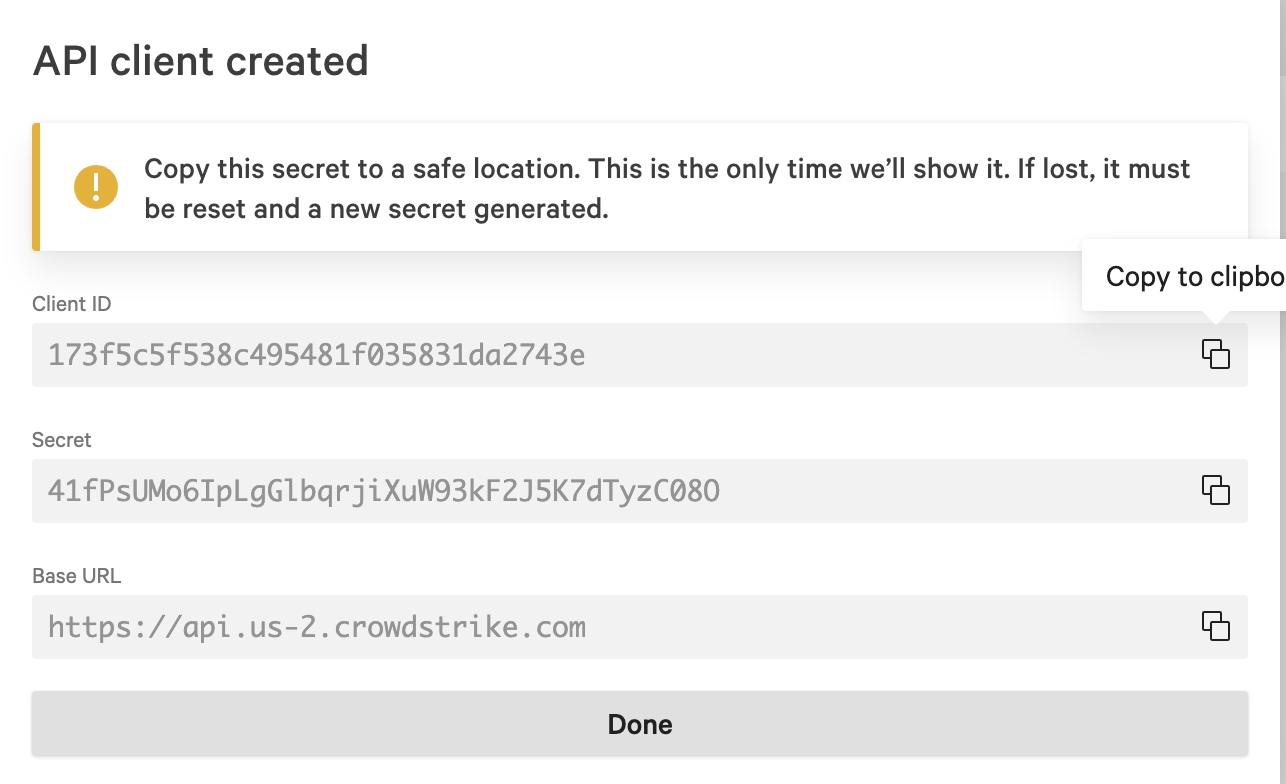 API client created
Copy this secret to a safe location. This is the only time we’ll show it. If lost, it must
be reset and a new secret generated.
Copy to clipbo
Client ID
173f5c5f538c495481f035831da2743e
Secret
41fPsUMo6IpLgGlbqrjiXuW93kF2J5K7dTyzC08O
Base URL
https://api.us-2.crowdstrike.com
Done